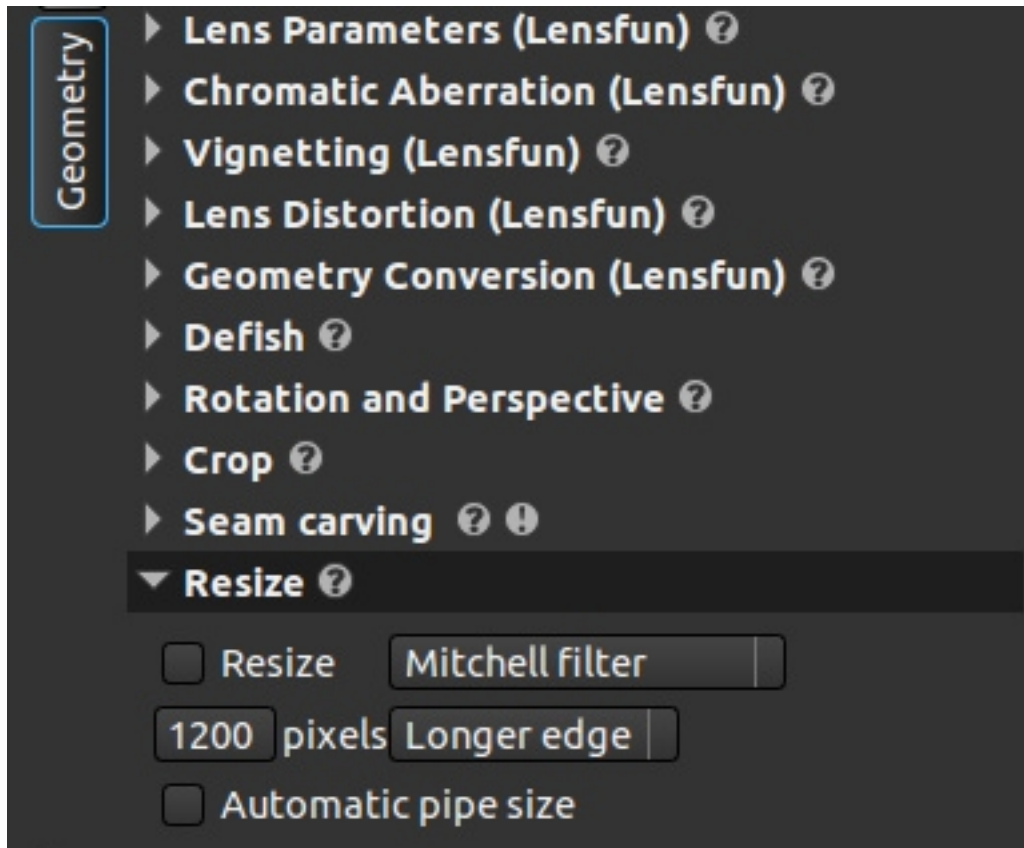 Geometry
Lens Parameters (Lensfun)
Chromatic Aberration (Lensfun)
Vignetting (Lensfun)
Lens Distortion (Lensfun)
Geometry Conversion (Lensfun)
Defish
Rotation and Perspective
Crop
Seam carving
Resize
Resize Mitchell filter
1200 pixels Longer edge
Automatic pipe size